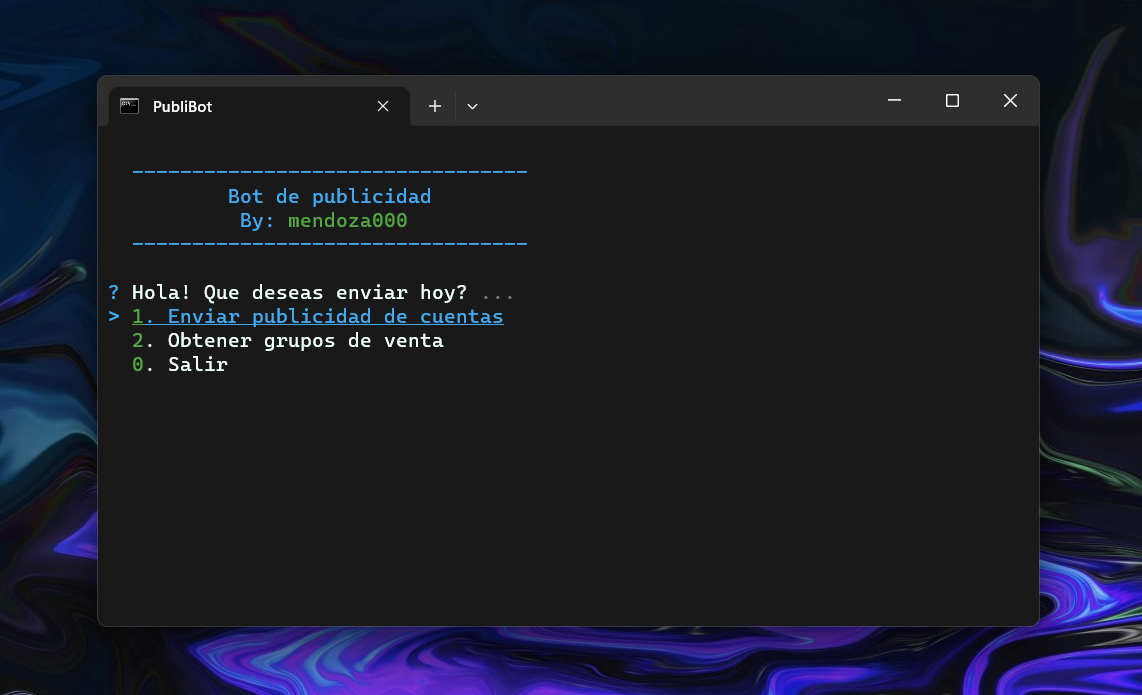 PubliBot
--------------------------------
Bot de publicidad
By: mendoza000
--------------------------------
? Hola! Que deseas enviar hoy? ...
> 1. Enviar publicidad de cuentas
2. Obtener grupos de venta
0. Salir